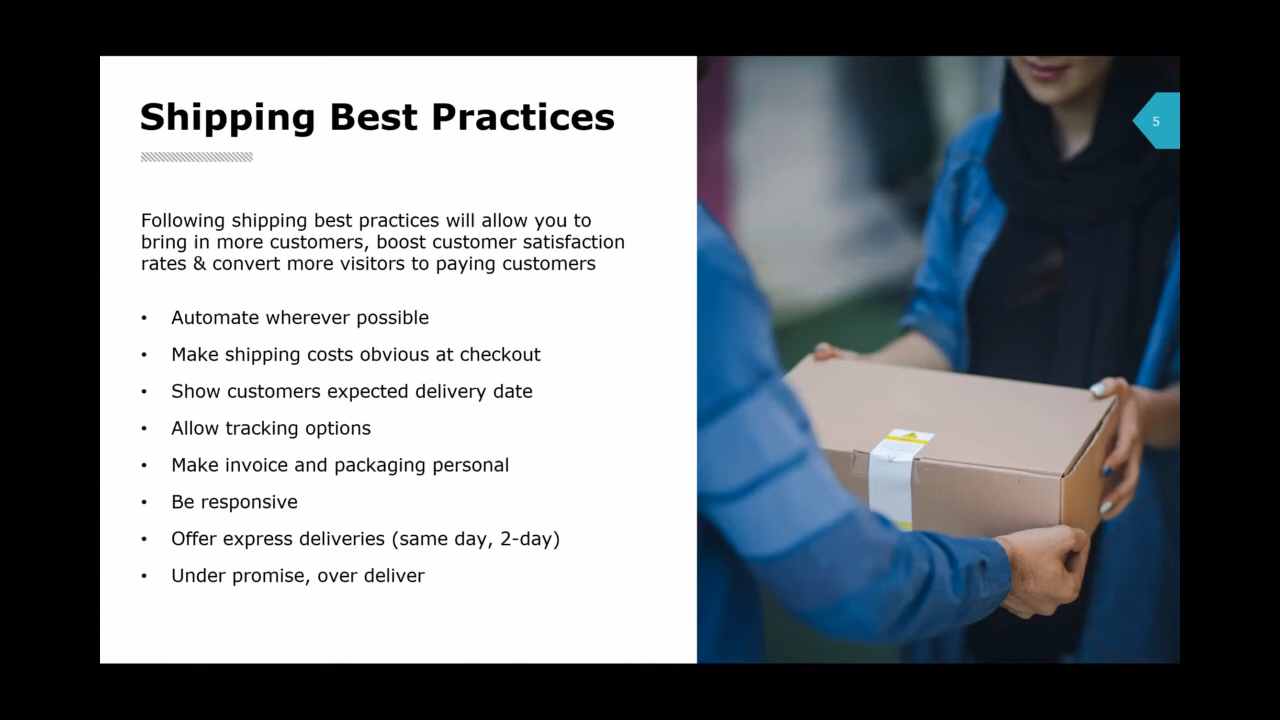 Shipping Best Practices
5
Following shipping best practices will allow you to
bring in more customers, boost customer satisfaction
rates & convert more visitors to paying customers
• Automate wherever possible
• Make shipping costs obvious at checkout
• Show customers expected delivery date
• Allow tracking options
• Make invoice and packaging personal
• Be responsive
• Offer express deliveries (same day, 2-day)
• Under promise, over deliver